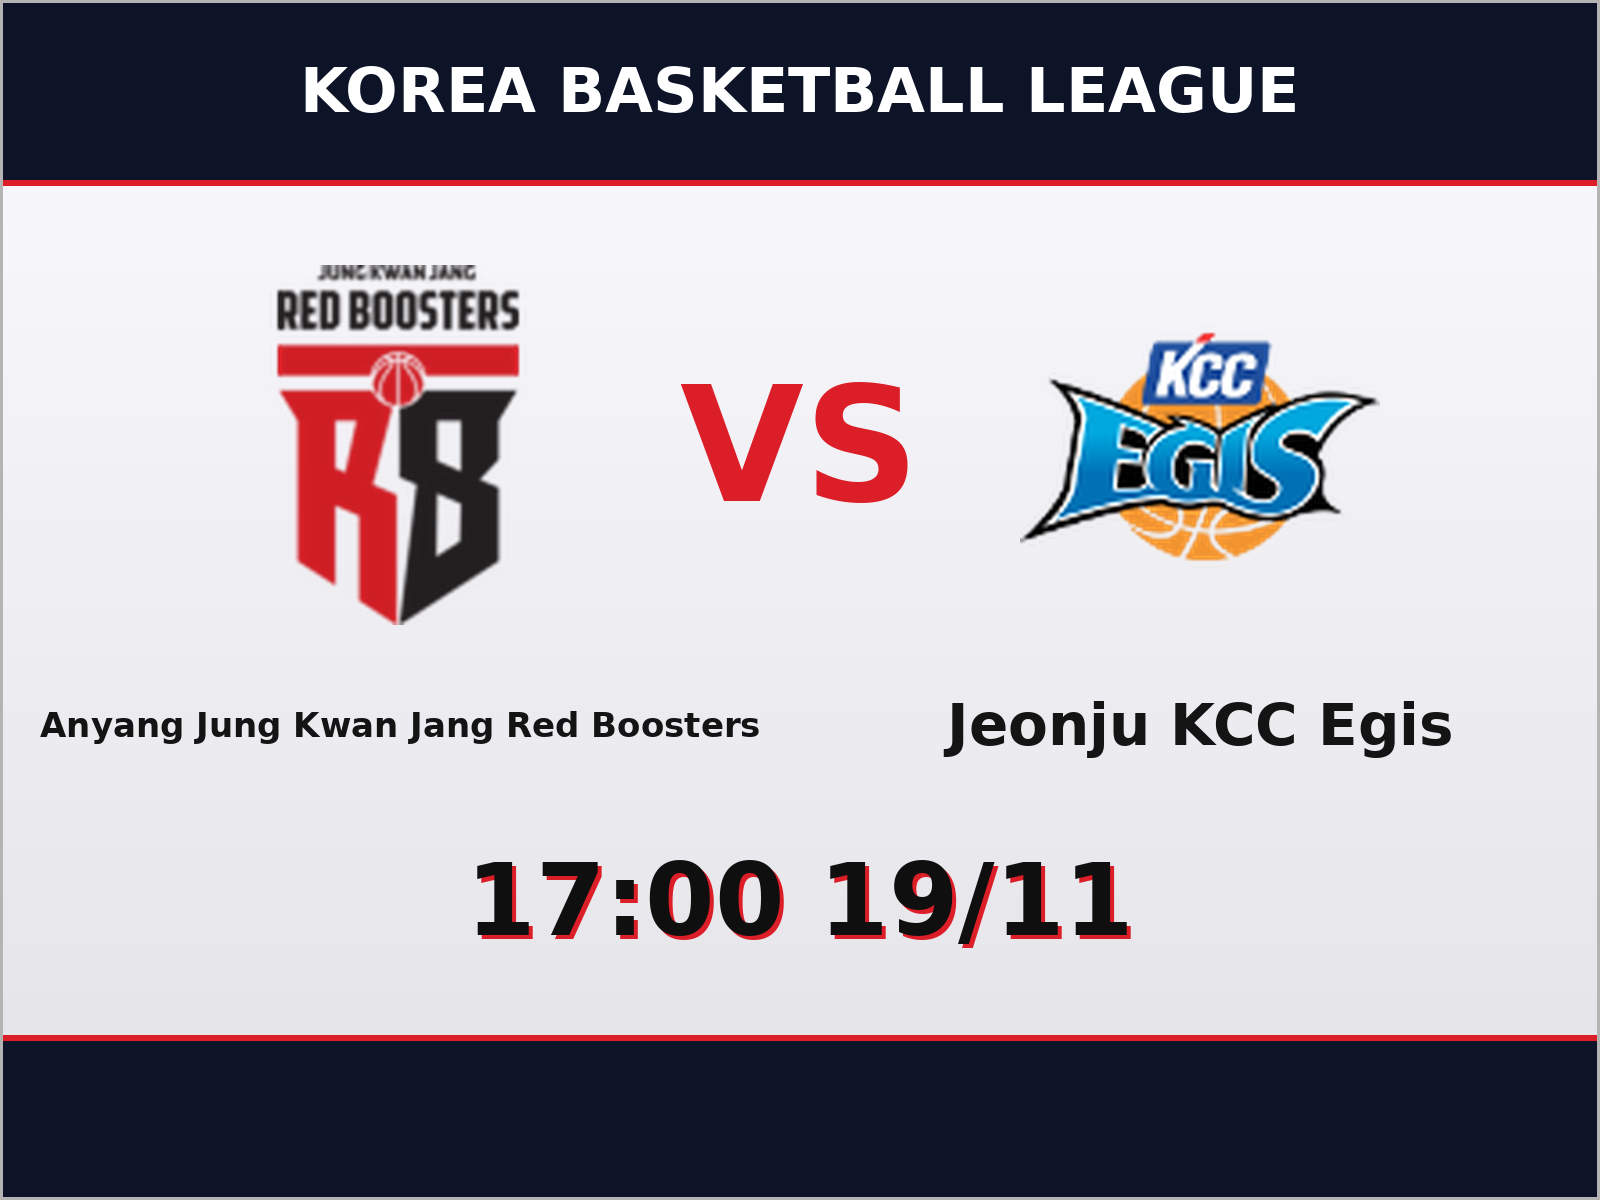 KOREA BASKETBALL LEAGUE
JUNG KWAN JANG
RED BOOSTERS
RB
VS
KCC
EGIS
Anyang Jung Kwan Jang Red Boosters
Jeonju KCC Egis
17:00 19/11